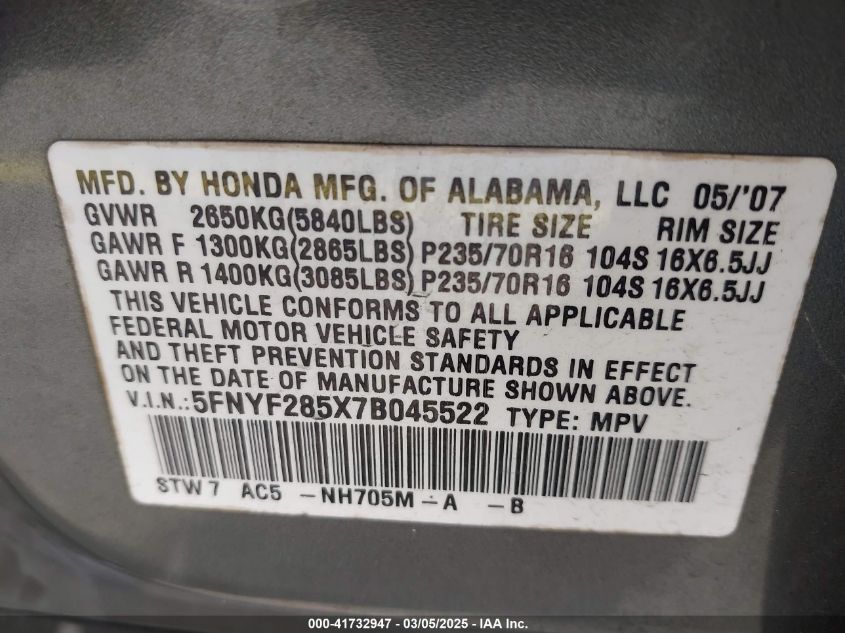 MFD. BY HONDA MFG. OF ALABAMA, LLC 05/'07
GVWR 2650KG(5840LBS) TIRE SIZE RIM SIZE
GAWR F 1300KG(2865LBS) P235/70R16 104S 16X6.5JJ
GAWR R 1400KG(3085LBS) P235/70R16 104S 16X6.5JJ
THIS VEHICLE CONFORMS TO ALL APPLICABLE
FEDERAL MOTOR VEHICLE SAFETY
AND THEFT PREVENTION STANDARDS IN EFFECT
ON THE DATE OF MANUFACTURE SHOWN ABOVE.
V.I.N.:5FNYF285X7B045522 TYPE: MPV
STW7 AC5 -NH705M-A -B
000-41732947 - 03/05/2025 - IAA Inc.